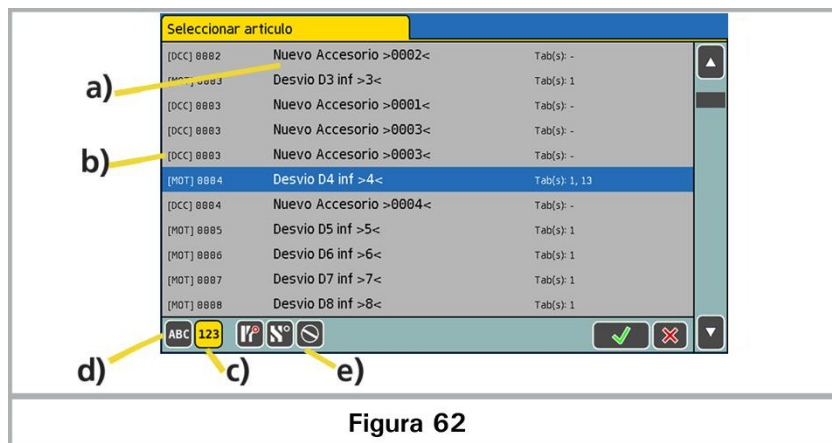 Seleccionar articulo
[DCC] 0002 Nuevo Accesorio >0002< Tab(s): -
[MOT] 0003 Desvio D3 inf >3< Tab(s): 1
[DCC] 0003 Nuevo Accesorio >0001< Tab(s): -
[DCC] 0003 Nuevo Accesorio >0003< Tab(s): -
[DCC] 0003 Nuevo Accesorio >0003< Tab(s): -
[MOT] 0004 Desvio D4 inf >4< Tab(s): 1, 13
[DCC] 0004 Nuevo Accesorio >0004< Tab(s): -
[MOT] 0005 Desvio D5 inf >5< Tab(s): 1
[MOT] 0006 Desvio D6 inf >6< Tab(s): 1
[MOT] 0007 Desvio D7 inf >7< Tab(s): 1
[MOT] 0008 Desvio D8 inf >8< Tab(s): 1
a)
b)
ABC 123
d) c) e)
Figura 62